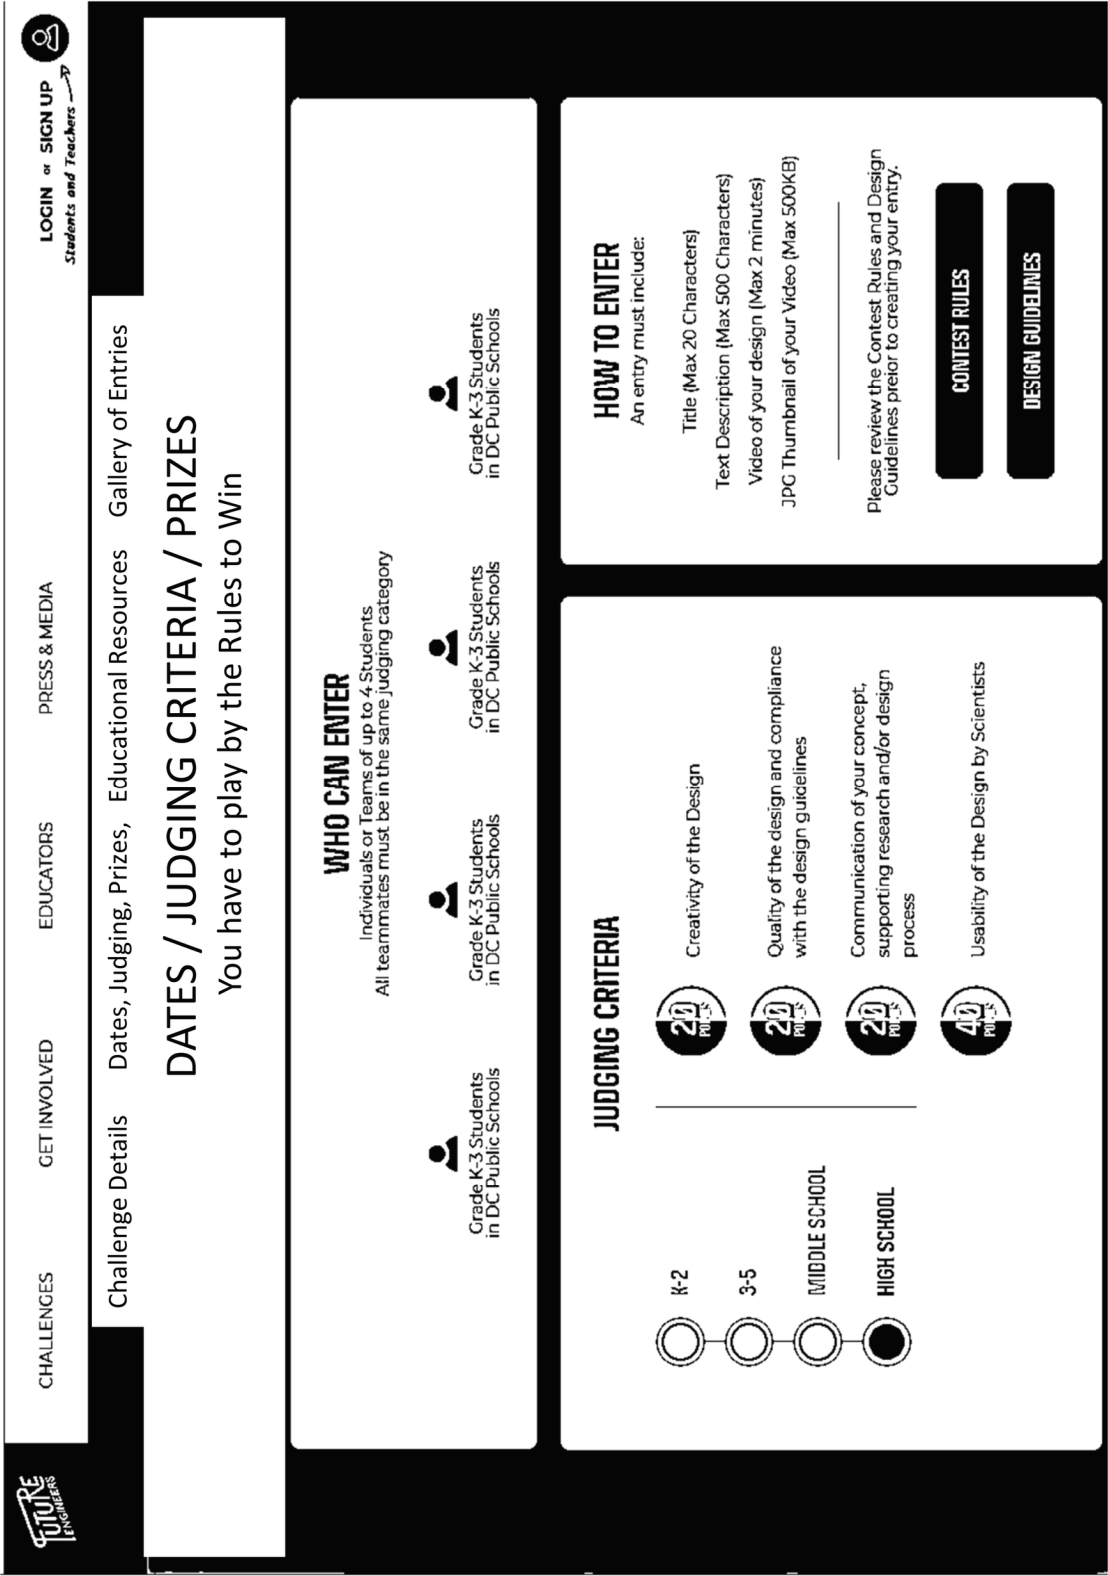 FUTURE
ENGINEERS
CHALLENGES
GET INVOLVED
EDUCATORS
PRESS & MEDIA
LOGIN or SIGN UP
Students and Teachers
Challenge Details
Dates, Judging, Prizes,
Educational Resources
Gallery of Entries
DATES / JUDGING CRITERIA / PRIZES
You have to play by the Rules to Win
WHO CAN ENTER
Individuals or Teams of up to 4 Students
All teammates must be in the same judging category
Grade K-3 Students
in DC Public Schools
Grade K-3 Students
in DC Public Schools
Grade K-3 Students
in DC Public Schools
Grade K-3 Students
in DC Public Schools
JUDGING CRITERIA
K-2
3-5
MIDDLE SCHOOL
HIGH SCHOOL
20
POINTS
Creativity of the Design
20
POINTS
Quality of the design and compliance
with the design guidelines
20
POINTS
Communication of your concept,
supporting research and/or design
process
40
POINTS
Usability of the Design by Scientists
HOW TO ENTER
An entry must include:
Title (Max 20 Characters)
Text Description (Max 500 Characters)
Video of your design (Max 2 minutes)
JPG Thumbnail of your Video (Max 500KB)
Please review the Contest Rules and Design
Guidelines preior to creating your entry.
CONTEST RULES
DESIGN GUIDELINES